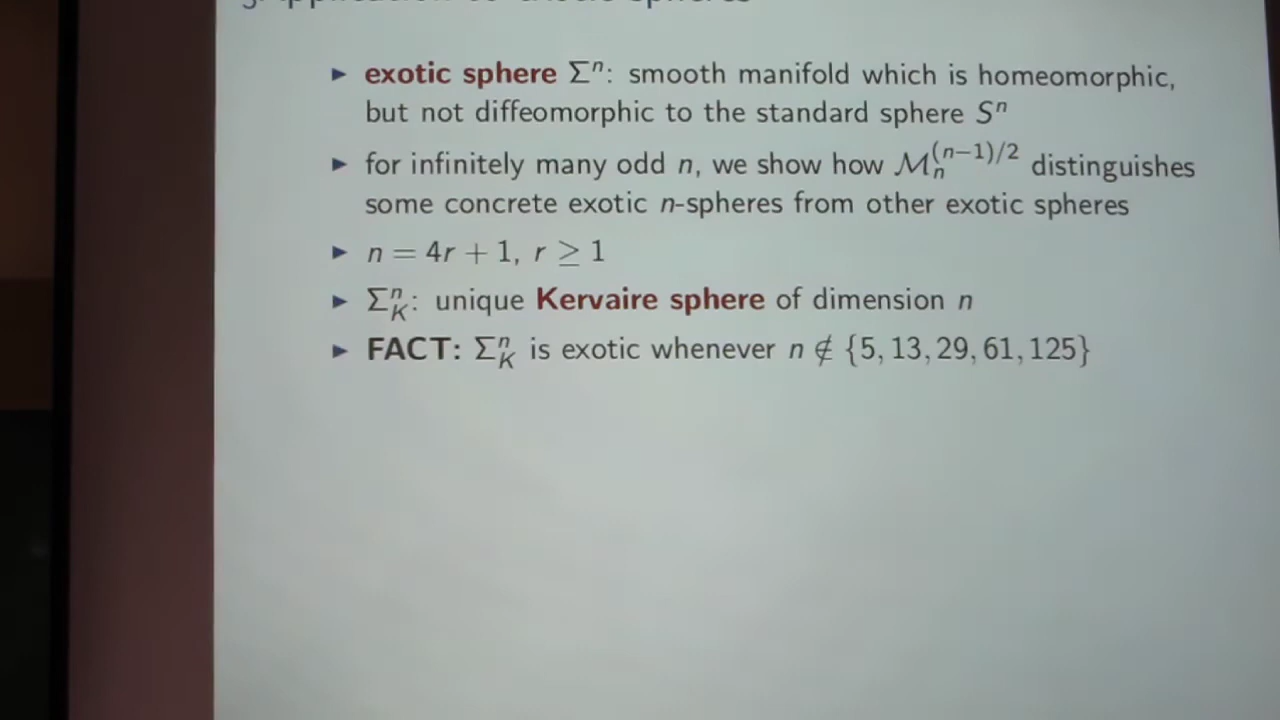 ▶ exotic sphere Σⁿ: smooth manifold which is homeomorphic,
but not diffeomorphic to the standard sphere Sⁿ
▶ for infinitely many odd n, we show how ℳ_n^{(n−1)/2} distinguishes
some concrete exotic n-spheres from other exotic spheres
▶ n = 4r + 1, r ≥ 1
▶ Σ_K^n: unique Kervaire sphere of dimension n
▶ FACT: Σ_K^n is exotic whenever n ∉ {5, 13, 29, 61, 125}